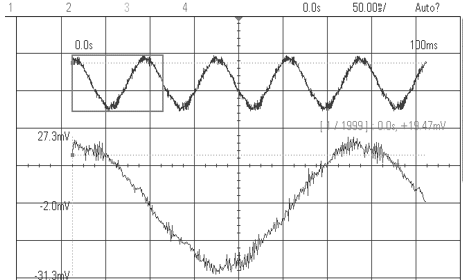 1 2 3 4 0.0s 50.00㎳/ Auto?
0.0s 100ms
[ 1 / 1999 ] : 0.0s, +19.47mV
27.3mV
-2.0mV
-31.3mV